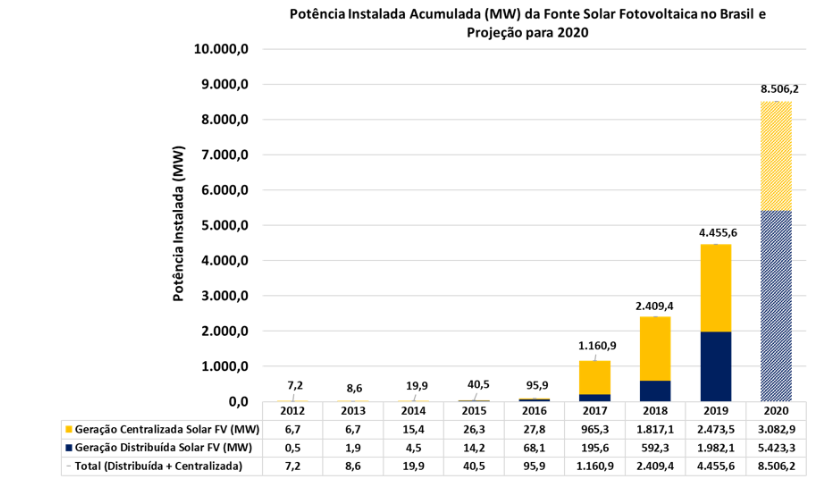 Potência Instalada Acumulada (MW) da Fonte Solar Fotovoltaica no Brasil e
Projeção para 2020
10.000,0
9.000,0
8.000,0
7.000,0
6.000,0
5.000,0
4.000,0
3.000,0
2.000,0
1.000,0
0,0
Potência Instalada (MW)
7,2
8,6
19,9
40,5
95,9
1.160,9
2.409,4
4.455,6
8.506,2
2012 2013 2014 2015 2016 2017 2018 2019 2020
Geração Centralizada Solar FV (MW) 6,7 6,7 15,4 26,3 27,8 965,3 1.817,1 2.473,5 3.082,9
Geração Distribuída Solar FV (MW) 0,5 1,9 4,5 14,2 68,1 195,6 592,3 1.982,1 5.423,3
Total (Distribuída + Centralizada) 7,2 8,6 19,9 40,5 95,9 1.160,9 2.409,4 4.455,6 8.506,2